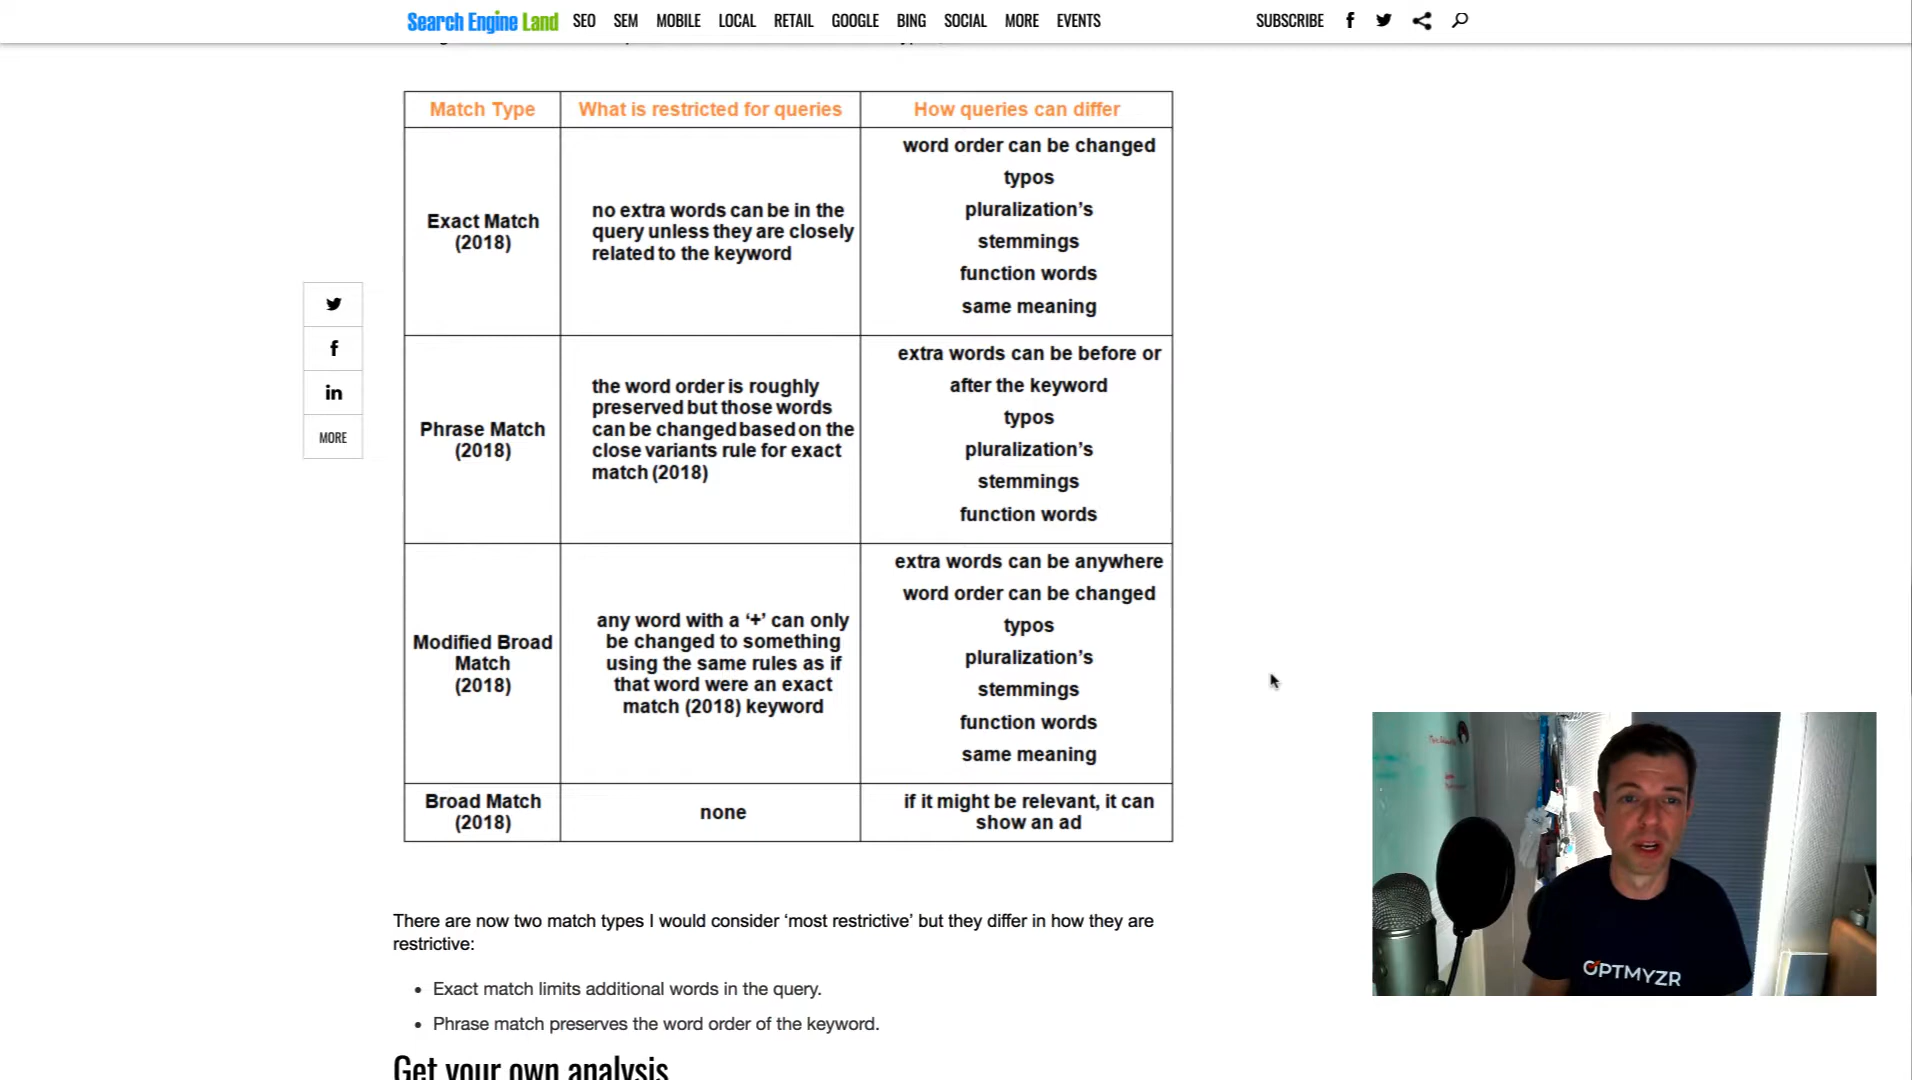 Search Engine Land SEO SEM MOBILE LOCAL RETAIL GOOGLE BING SOCIAL MORE EVENTS SUBSCRIBE
Match Type
What is restricted for queries
How queries can differ
Exact Match
(2018)
no extra words can be in the
query unless they are closely
related to the keyword
word order can be changed
typos
pluralization’s
stemmings
function words
same meaning
Phrase Match
(2018)
the word order is roughly
preserved but those words
can be changed based on the
close variants rule for exact
match (2018)
extra words can be before or
after the keyword
typos
pluralization’s
stemmings
function words
Modified Broad
Match
(2018)
any word with a ‘+’ can only
be changed to something
using the same rules as if
that word were an exact
match (2018) keyword
extra words can be anywhere
word order can be changed
typos
pluralization’s
stemmings
function words
same meaning
Broad Match
(2018)
none
if it might be relevant, it can
show an ad
MORE
There are now two match types I would consider ‘most restrictive’ but they differ in how they are
restrictive:
Exact match limits additional words in the query.
Phrase match preserves the word order of the keyword.
Get your own analysis
OPTMYZR